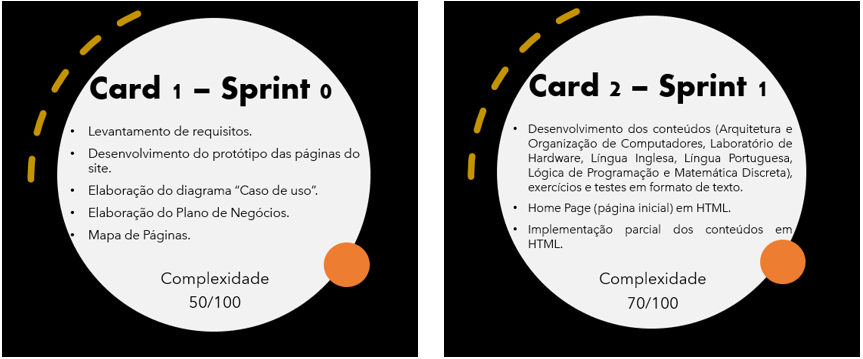 Card 1 – Sprint 0
• Levantamento de requisitos.
• Desenvolvimento do protótipo das páginas do
site.
• Elaboração do diagrama “Caso de uso”.
• Elaboração do Plano de Negócios.
• Mapa de Páginas.
Complexidade
50/100
Card 2 – Sprint 1
• Desenvolvimento dos conteúdos (Arquitetura e
Organização de Computadores, Laboratório de
Hardware, Língua Inglesa, Língua Portuguesa,
Lógica de Programação e Matemática Discreta),
exercícios e testes em formato de texto.
• Home Page (página inicial) em HTML.
• Implementação parcial dos conteúdos em
HTML.
Complexidade
70/100